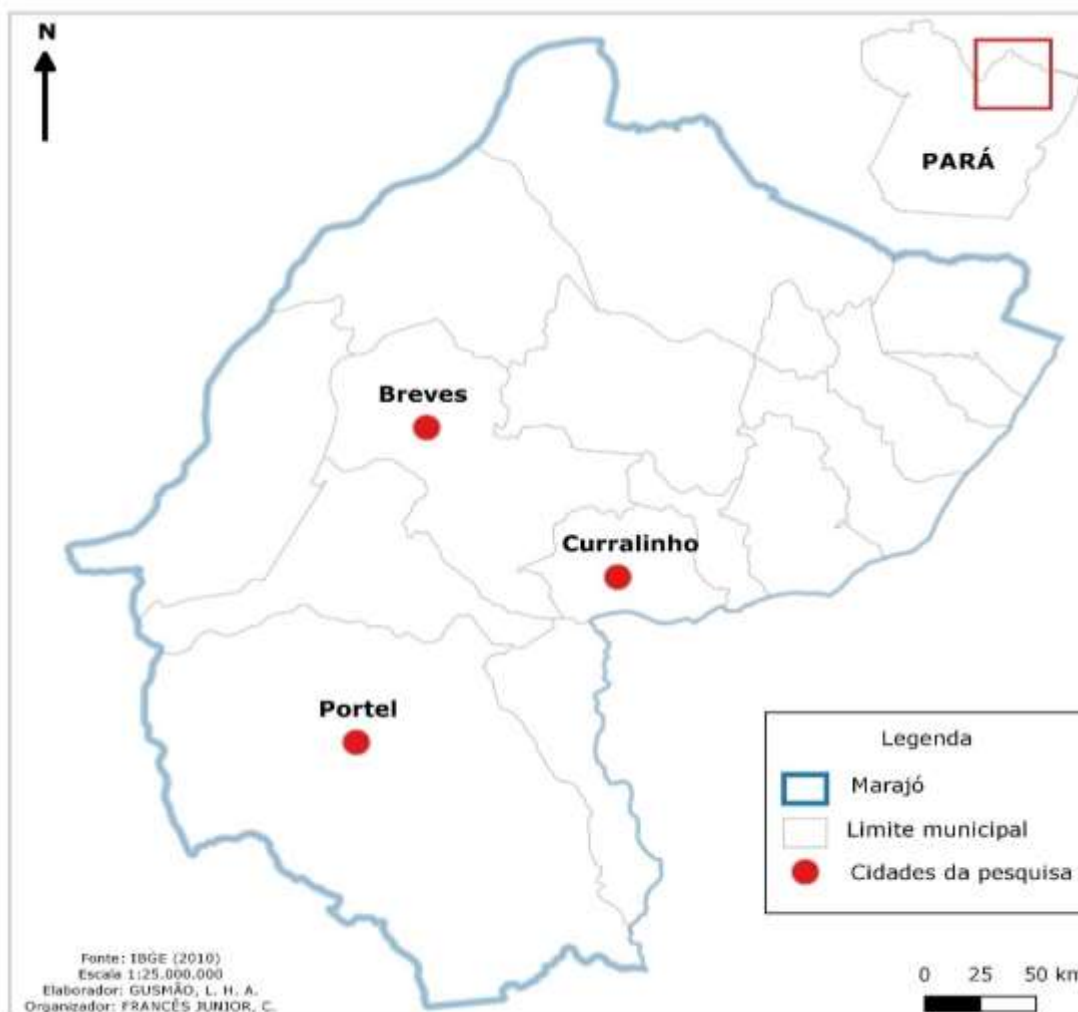 N
PARÁ
Breves
Curralinho
Portel
Legenda
Marajó
Limite municipal
Cidades da pesquisa
Fonte: IBGE (2010)
Escala 1:25.000.000
Elaborador: GUSMÃO, L. H. A.
Organizador: FRANCÊS JUNIOR, C.
0 25 50 km